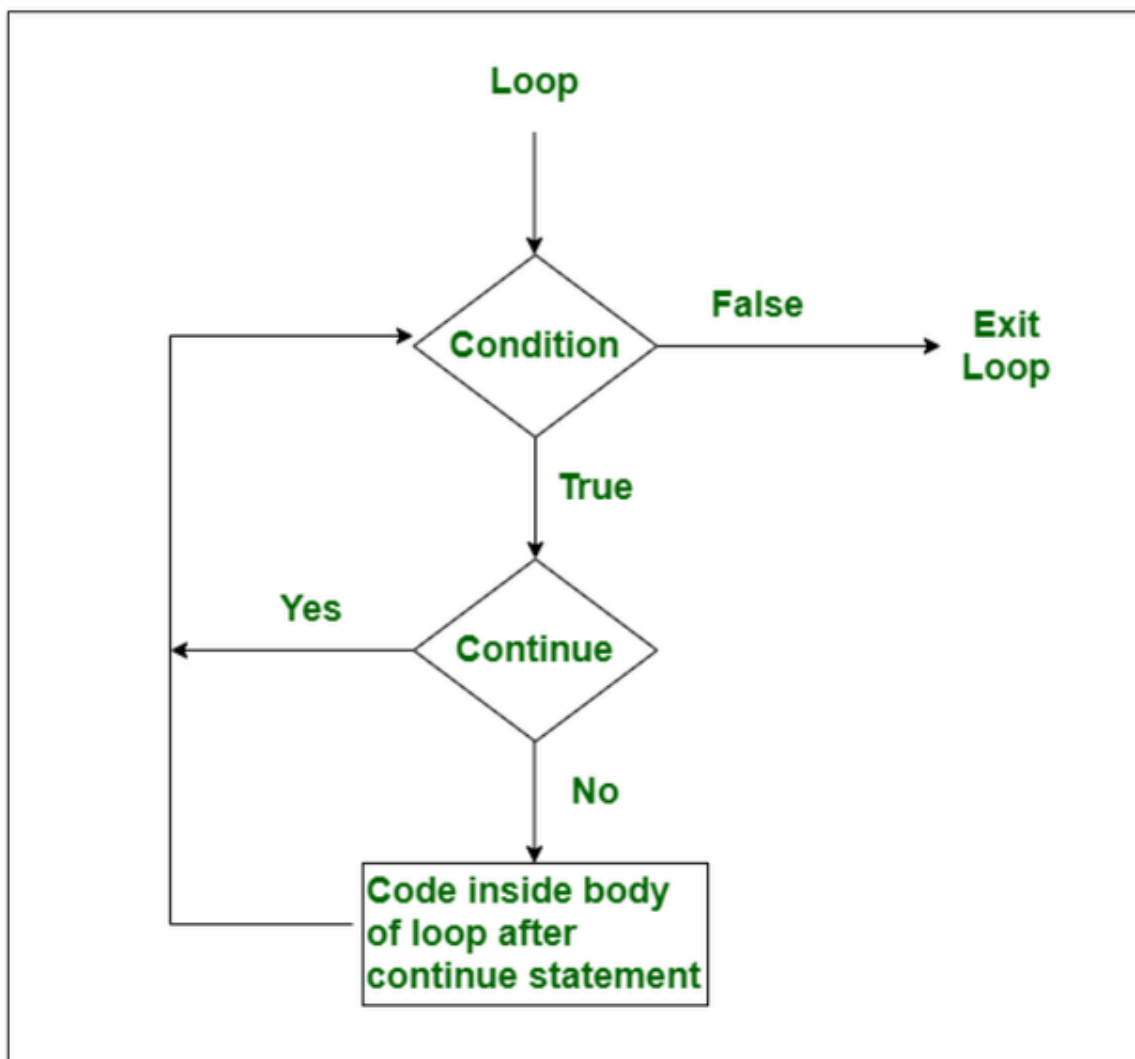 Loop
Condition
False
Exit
Loop
True
Yes
Continue
No
Code inside body
of loop after
continue statement